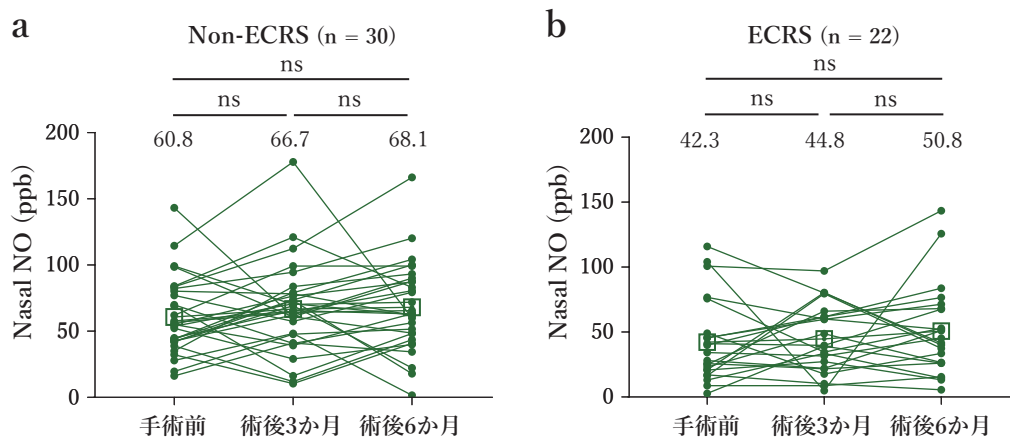 a
Non-ECRS (n = 30)
ns
ns
ns
60.8
66.7
68.1
200
150
100
50
0
Nasal NO (ppb)
手術前
術後3か月
術後6か月
b
ECRS (n = 22)
ns
ns
ns
42.3
44.8
50.8
200
150
100
50
0
Nasal NO (ppb)
手術前
術後3か月
術後6か月